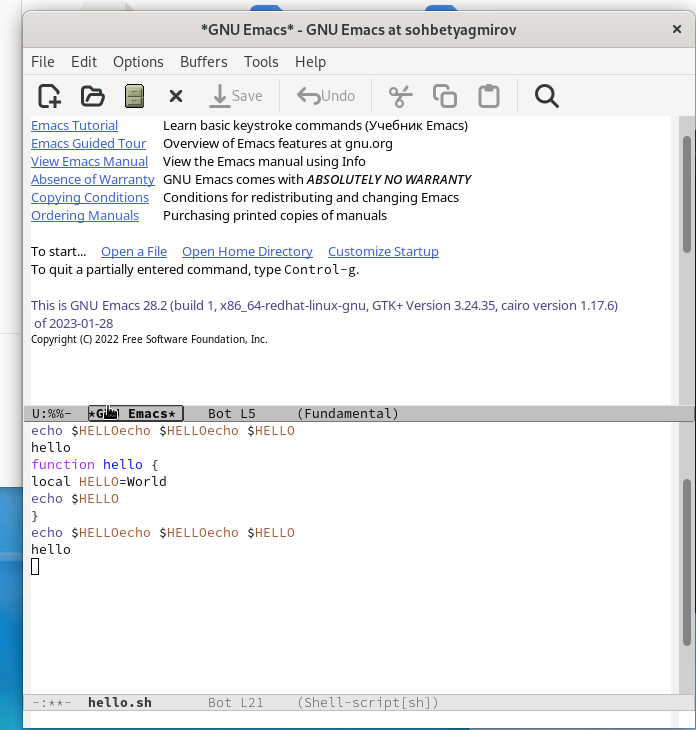 *GNU Emacs* - GNU Emacs at sohbetyagmirov
File Edit Options Buffers Tools Help
Save Undo
Emacs Tutorial Learn basic keystroke commands (Учебник Emacs)
Emacs Guided Tour Overview of Emacs features at gnu.org
View Emacs Manual View the Emacs manual using Info
Absence of Warranty GNU Emacs comes with ABSOLUTELY NO WARRANTY
Copying Conditions Conditions for redistributing and changing Emacs
Ordering Manuals Purchasing printed copies of manuals
To start... Open a File Open Home Directory Customize Startup
To quit a partially entered command, type Control-g.
This is GNU Emacs 28.2 (build 1, x86_64-redhat-linux-gnu, GTK+ Version 3.24.35, cairo version 1.17.6)
of 2023-01-28
Copyright (C) 2022 Free Software Foundation, Inc.
U:%%- *GNU Emacs* Bot L5 (Fundamental)
echo $HELLOecho $HELLOecho $HELLO
hello
function hello {
local HELLO=World
echo $HELLO
}
echo $HELLOecho $HELLOecho $HELLO
hello
-:**- hello.sh Bot L21 (Shell-script[sh])